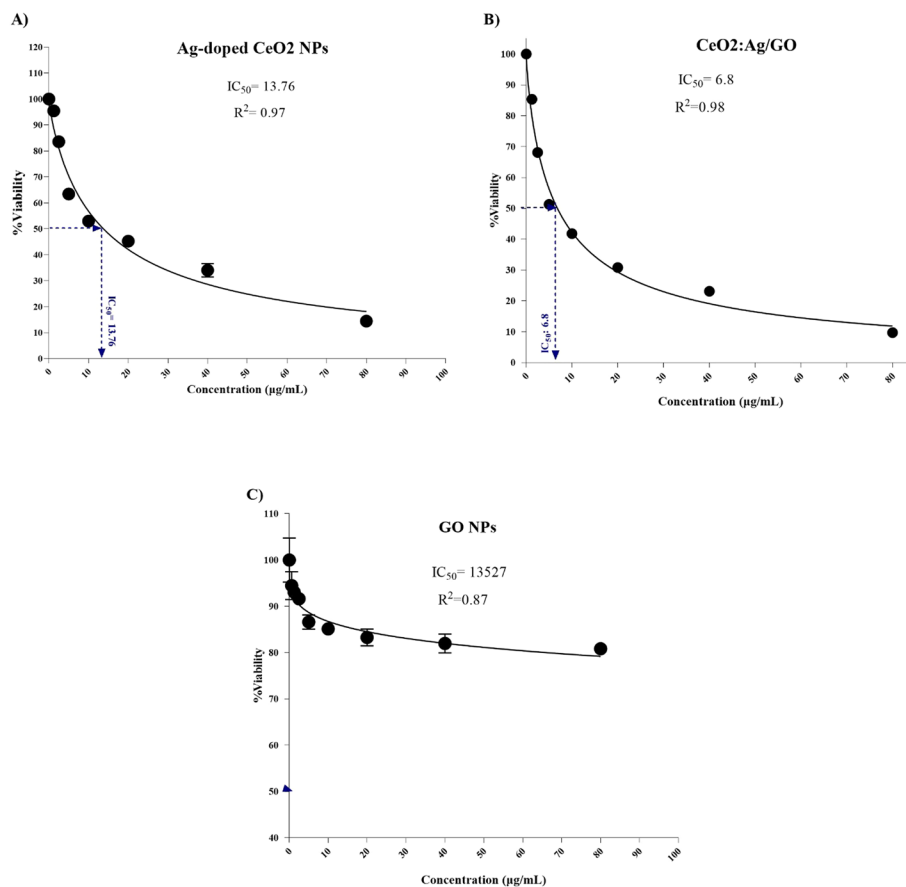 A)
Ag-doped CeO2 NPs
IC50= 13.76
R2= 0.97
%Viability
120
110
100
90
80
70
60
50
40
30
20
10
0
IC50= 13.76
0 10 20 30 40 50 60 70 80 90 100
Concentration (µg/mL)
B)
CeO2:Ag/GO
IC50= 6.8
R2=0.98
%Viability
100
90
80
70
60
50
40
30
20
10
0
IC50: 6.8
0 10 20 30 40 50 60 70 80
Concentration (µg/mL)
C)
GO NPs
IC50= 13527
R2=0.87
%Viability
110
100
90
80
70
60
50
40
0 10 20 30 40 50 60 70 80 90 100
Concentration (µg/mL)